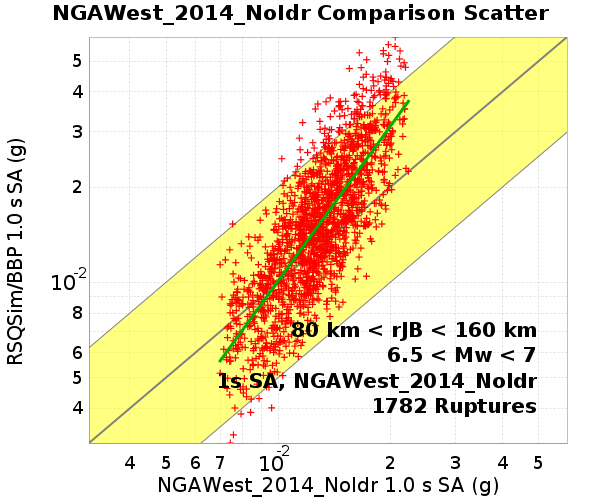 NGAWest_2014_NoIdr Comparison Scatter
RSQSim/BBP 1.0 s SA (g)
5
4
3
2
10⁻²
8
6
5
4
80 km < rJB < 160 km
6.5 < Mw < 7
1s SA, NGAWest_2014_NoIdr
1782 Ruptures
4 5 6 7 10⁻² 2 3 4 5
NGAWest_2014_NoIdr 1.0 s SA (g)